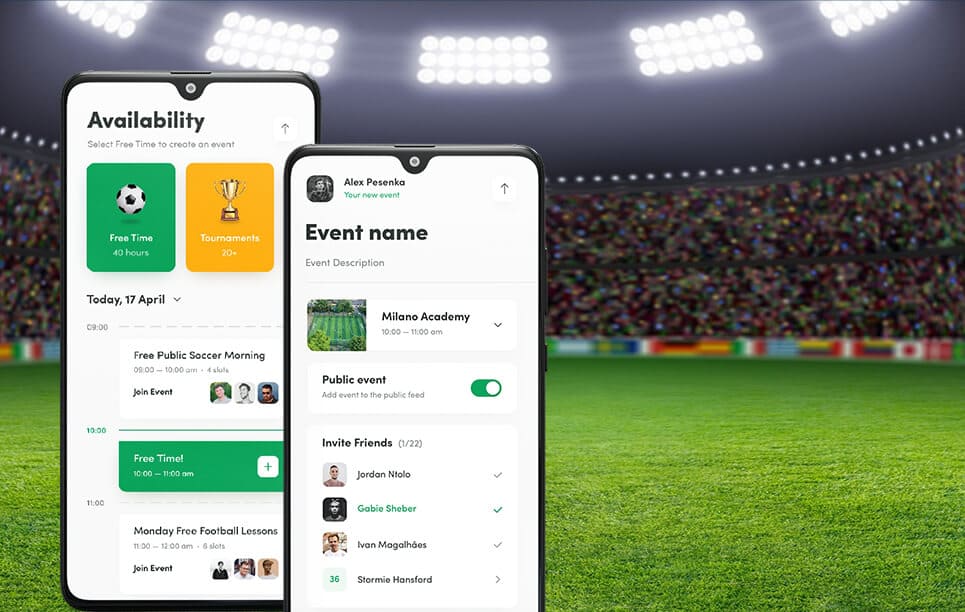 Availability
Select Free Time to create an event
Free Time
40 hours
Tournaments
20+
Today, 17 April
09:00
Free Public Soccer Morning
09:00 — 10:00 am • 4 slots
Join Event
10:00
Free Time!
10:00 — 11:00 am
+
11:00
Monday Free Football Lessons
11:00 — 12:00 am • 6 slots
Join Event
Alex Pesenka
Your new event
Event name
Event Description
Milano Academy
10:00 — 11:00 am
Public event
Add event to the public feed
Invite Friends (1/22)
Jordan Ntolo
Gabie Sheber
Ivan Magalhães
36 Stormie Hansford